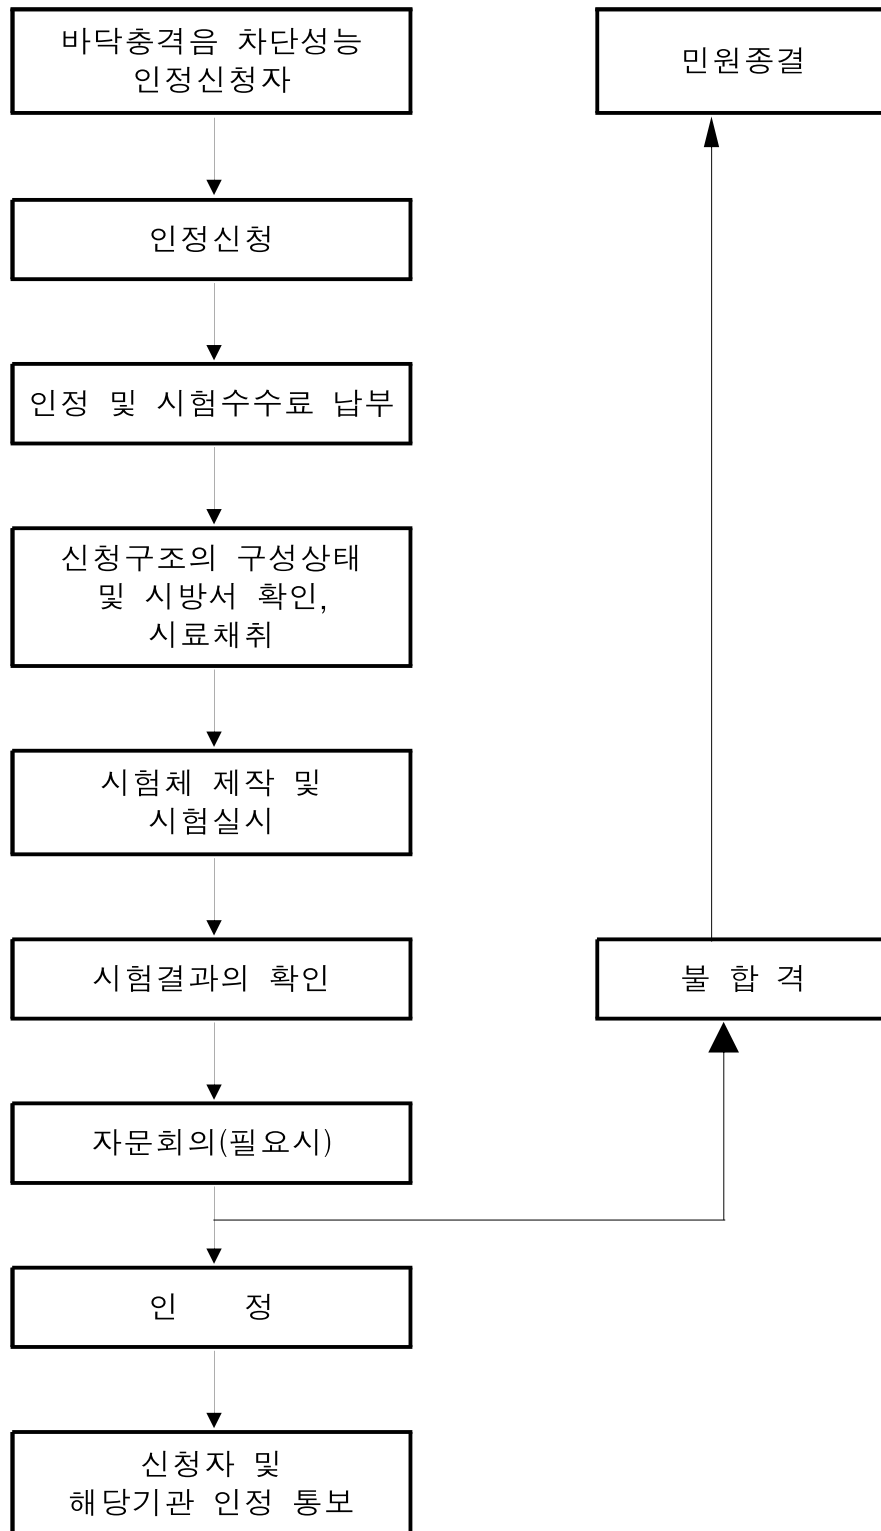 바닥충격음 차단성능
인정신청자
민원종결
인정신청
인정 및 시험수수료 납부
신청구조의 구성상태
및 시방서 확인,
시료채취
시험체 제작 및
시험실시
시험결과의 확인
불 합 격
자문회의(필요시)
인 정
신청자 및
해당기관 인정 통보